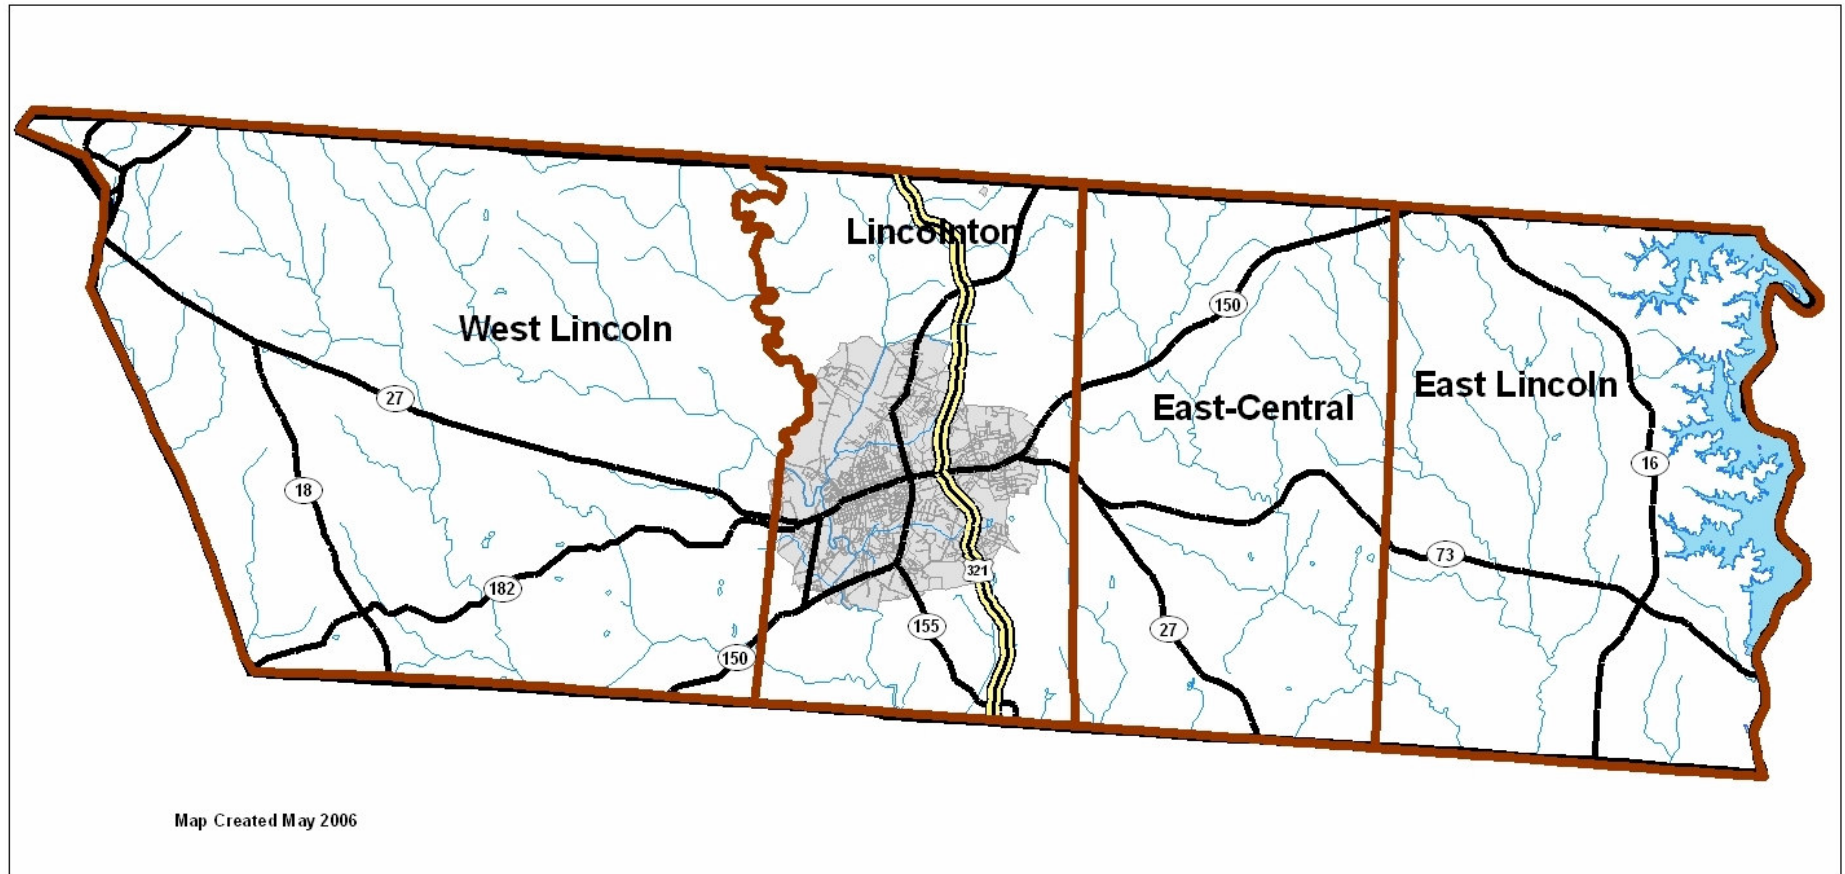 Lincolnton
150
West Lincoln
East Lincoln
27
East-Central
16
18
73
321
182
155
27
150
Map Created May 2006